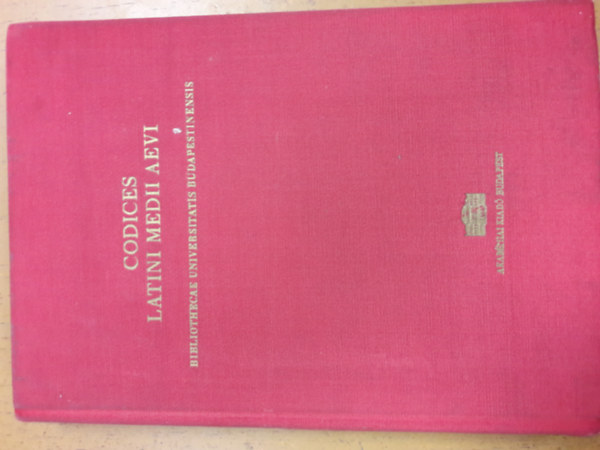 CODICES
LATINI MEDII AEVI
BIBLIOTHECAE UNIVERSITATIS BUDAPESTINENSIS
AKADÉMIAI KIADÓ BUDAPEST